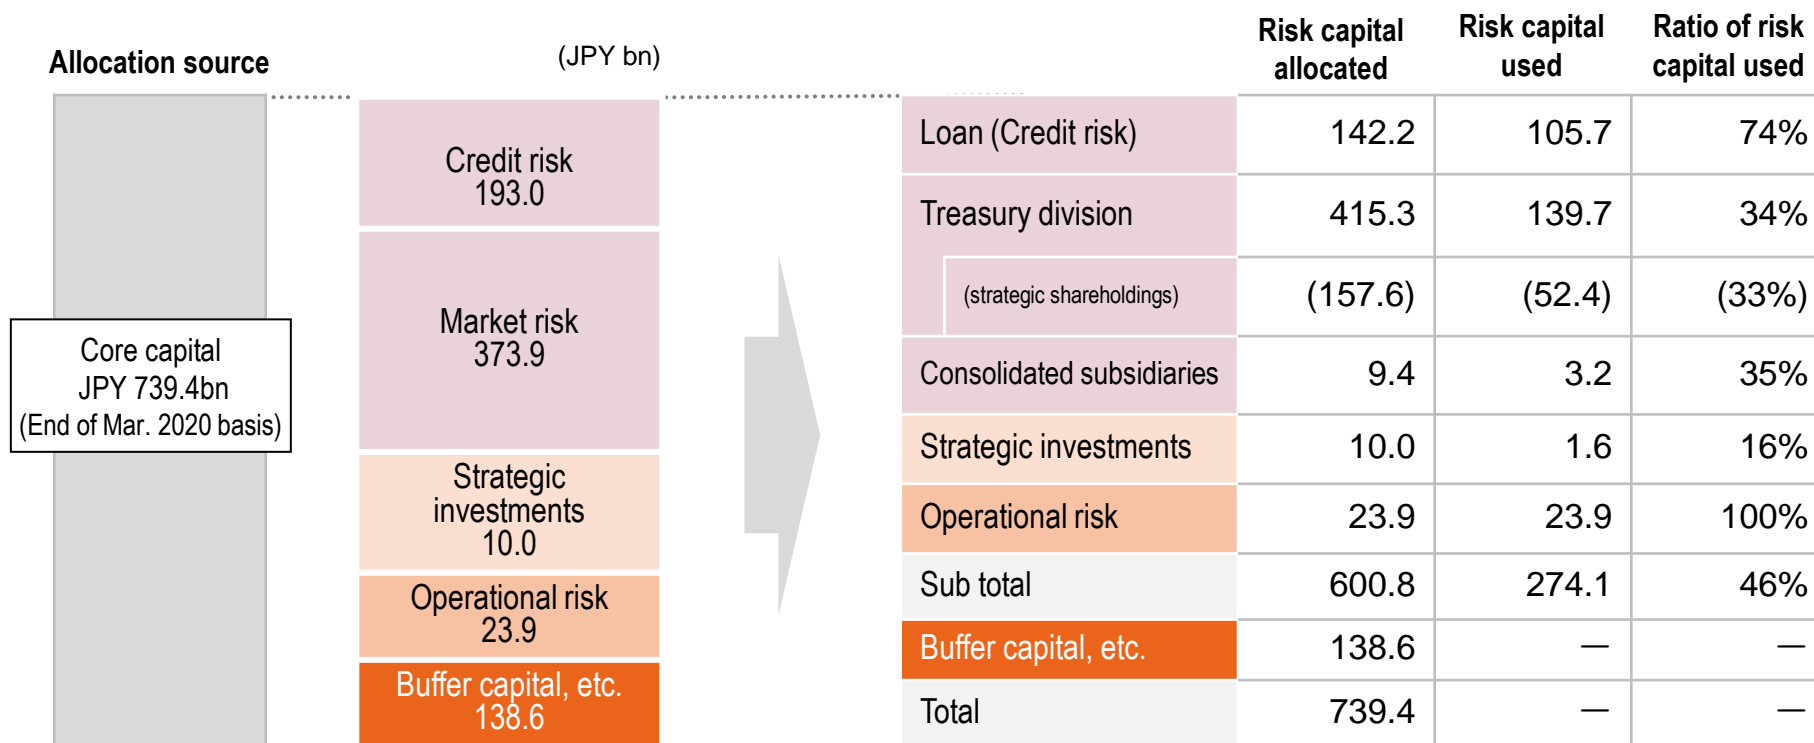 Allocation source
(JPY bn)
Core capital
JPY 739.4bn
(End of Mar. 2020 basis)
Credit risk
193.0
Market risk
373.9
Strategic
investments
10.0
Operational risk
23.9
Buffer capital, etc.
138.6
Risk capital
allocated
Risk capital
used
Ratio of risk
capital used
Loan (Credit risk) 142.2 105.7 74%
Treasury division 415.3 139.7 34%
(strategic shareholdings) (157.6) (52.4) (33%)
Consolidated subsidiaries 9.4 3.2 35%
Strategic investments 10.0 1.6 16%
Operational risk 23.9 23.9 100%
Sub total 600.8 274.1 46%
Buffer capital, etc. 138.6 — —
Total 739.4 — —